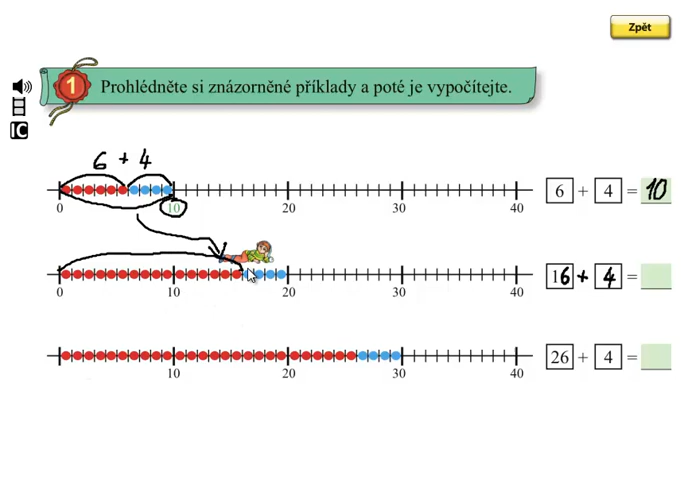 Zpět
1 Prohlédněte si znázorněné příklady a poté je vypočítejte.
6 + 4
0 10 20 30 40
6 + 4 = 10
0 10 20 30 40
16 + 4 =
10 20 30 40
26 + 4 =